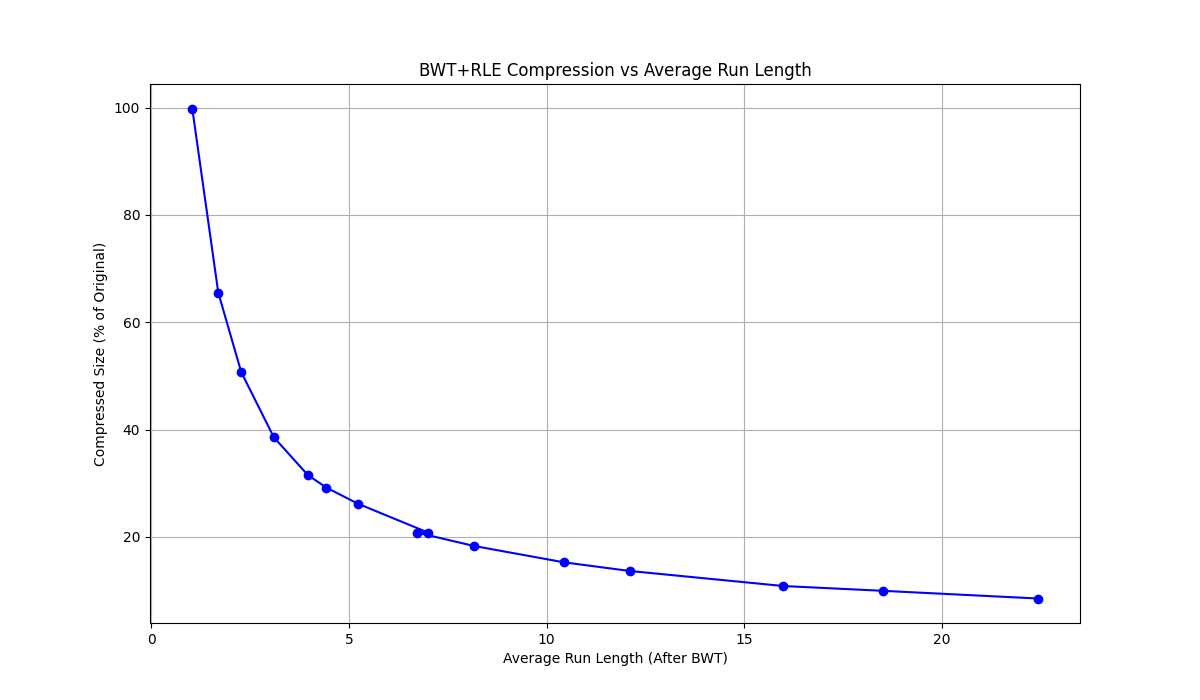 BWT+RLE Compression vs Average Run Length
100
80
60
40
20
Compressed Size (% of Original)
0 5 10 15 20
Average Run Length (After BWT)